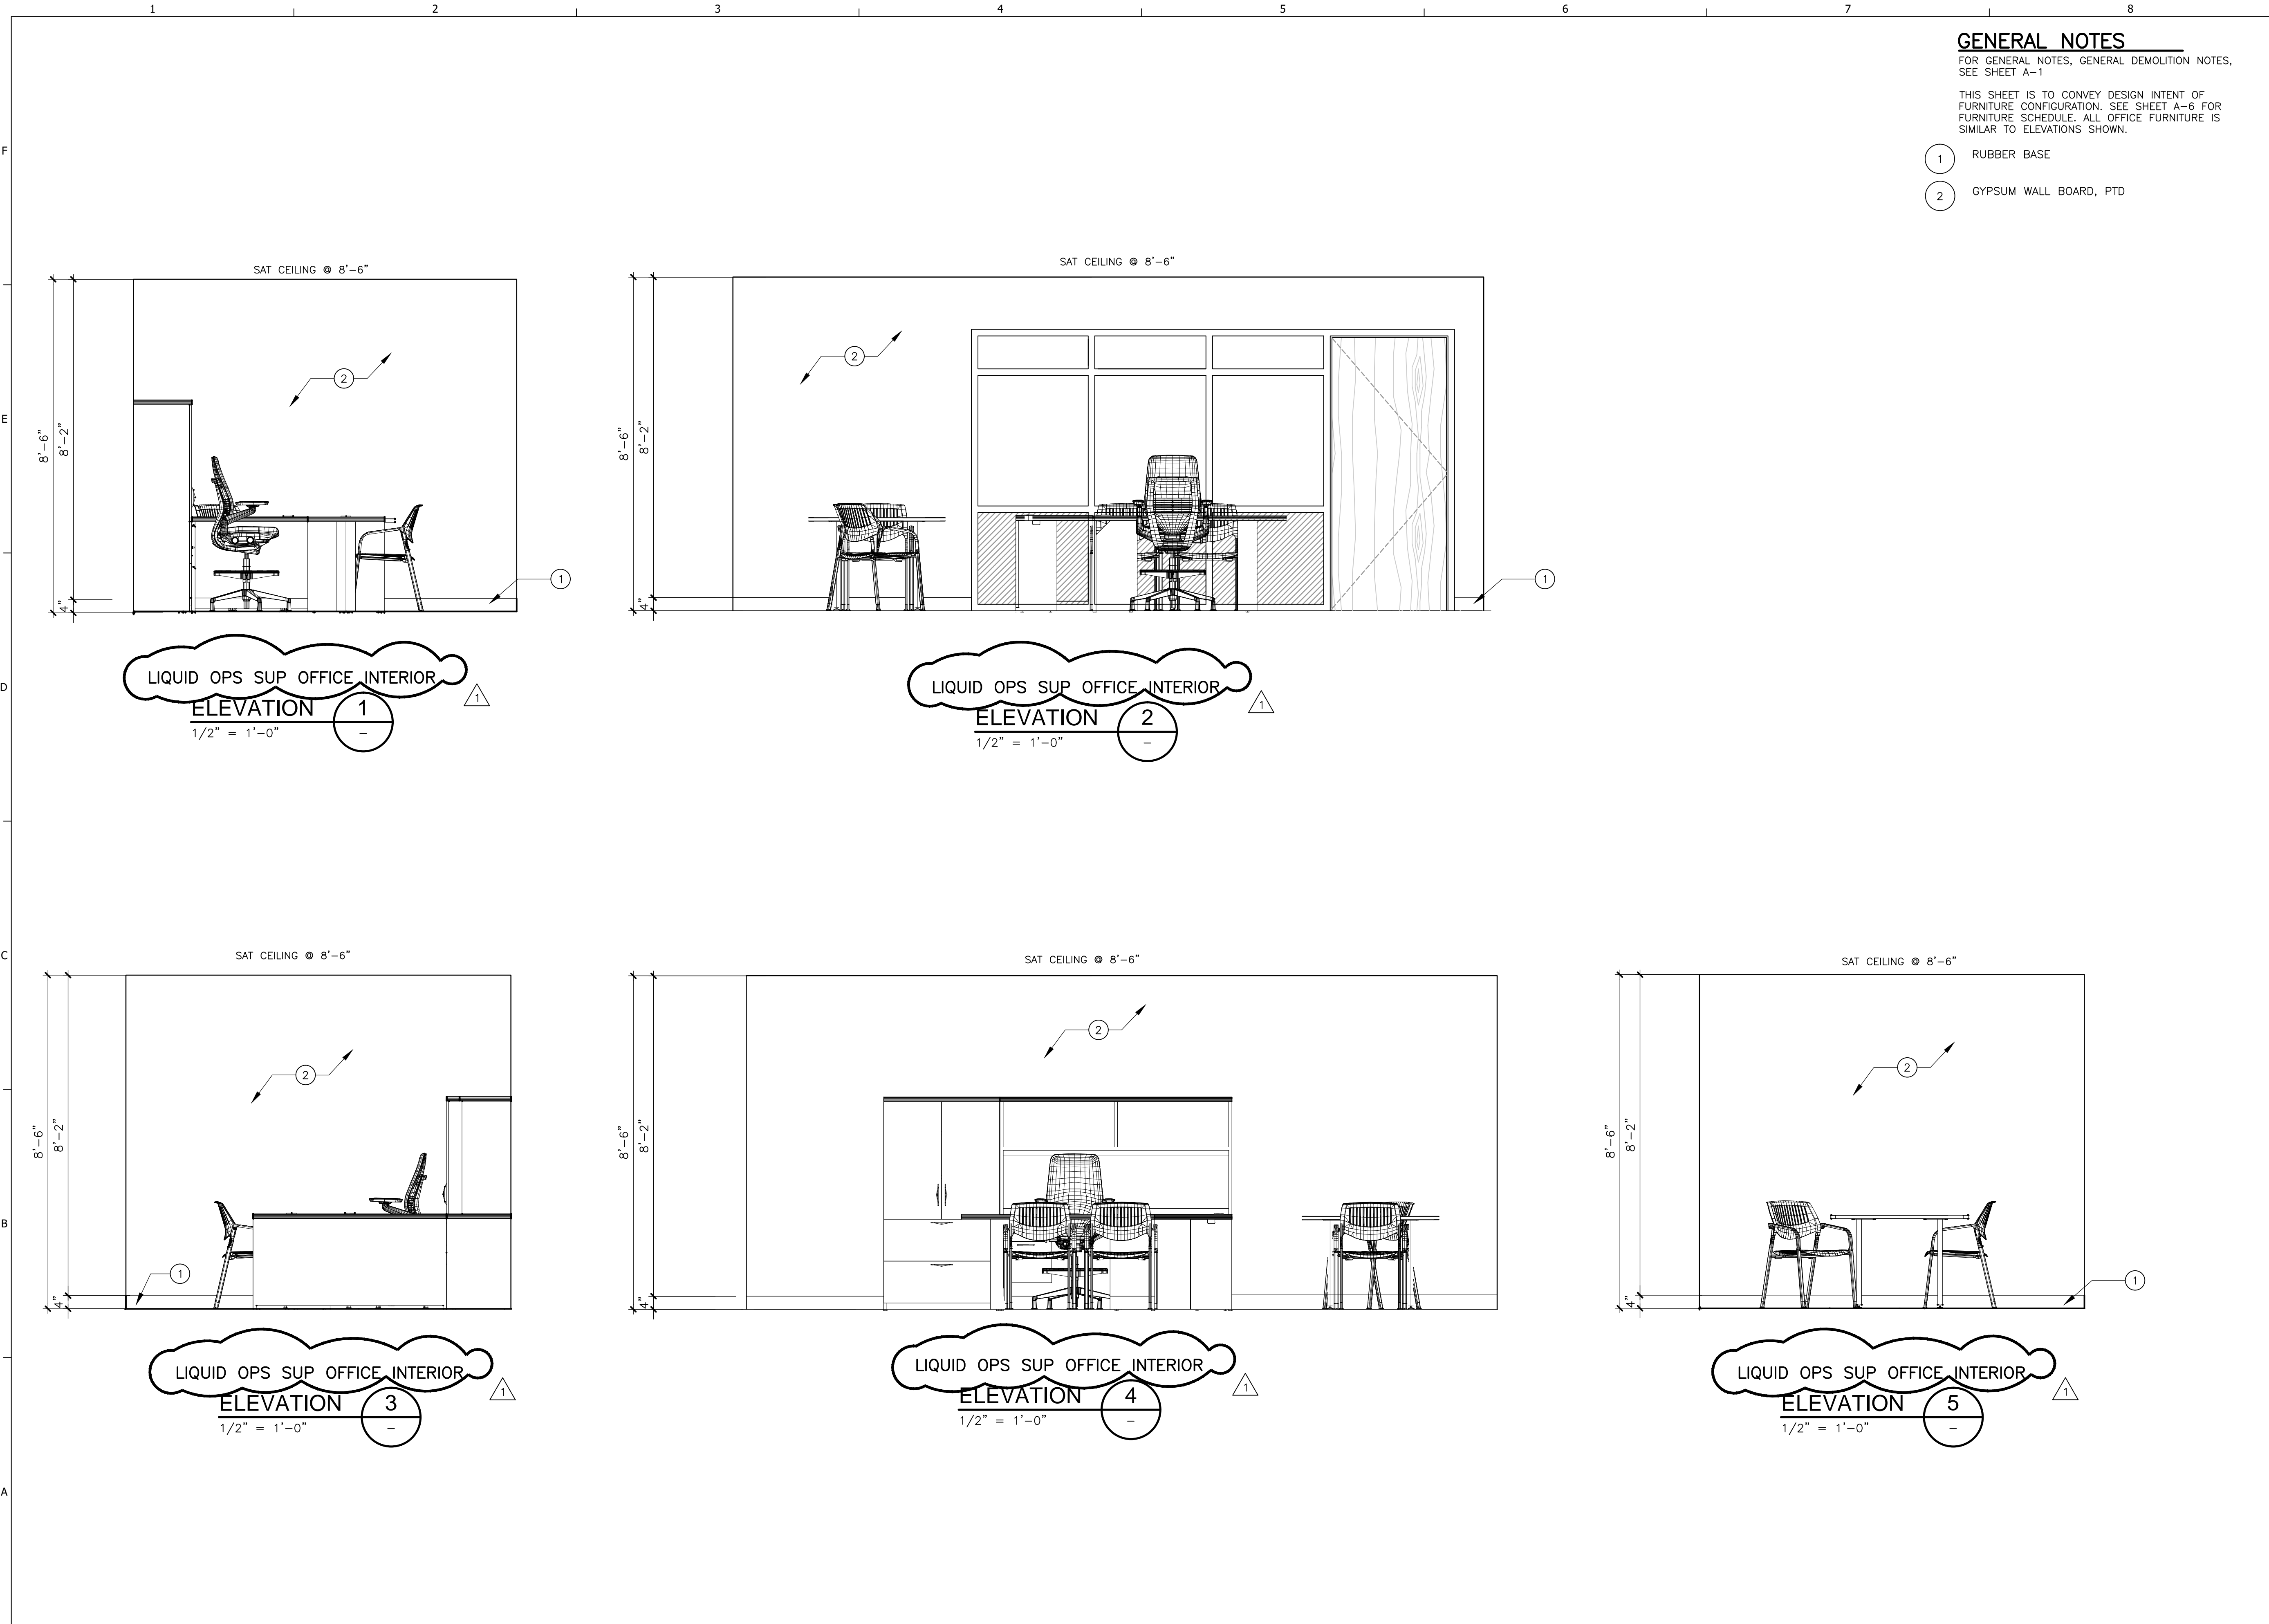 1 2 3 4 5 6 7 8
F
E
D
C
B
A
GENERAL NOTES
FOR GENERAL NOTES, GENERAL DEMOLITION NOTES,
SEE SHEET A-1
THIS SHEET IS TO CONVEY DESIGN INTENT OF
FURNITURE CONFIGURATION. SEE SHEET A-6 FOR
FURNITURE SCHEDULE. ALL OFFICE FURNITURE IS
SIMILAR TO ELEVATIONS SHOWN.
1 RUBBER BASE
2 GYPSUM WALL BOARD, PTD
SAT CEILING @ 8'-6"
8'-6"
8'-2"
4"
2
1
LIQUID OPS SUP OFFICE INTERIOR
1
ELEVATION 1
1/2" = 1'-0" -
SAT CEILING @ 8'-6"
8'-6"
8'-2"
4"
2
1
LIQUID OPS SUP OFFICE INTERIOR
1
ELEVATION 2
1/2" = 1'-0" -
SAT CEILING @ 8'-6"
8'-6"
8'-2"
4"
2
1
LIQUID OPS SUP OFFICE INTERIOR
1
ELEVATION 3
1/2" = 1'-0" -
SAT CEILING @ 8'-6"
8'-6"
8'-2"
4"
2
LIQUID OPS SUP OFFICE INTERIOR
1
ELEVATION 4
1/2" = 1'-0" -
SAT CEILING @ 8'-6"
8'-6"
8'-2"
4"
2
1
LIQUID OPS SUP OFFICE INTERIOR
1
ELEVATION 5
1/2" = 1'-0" -